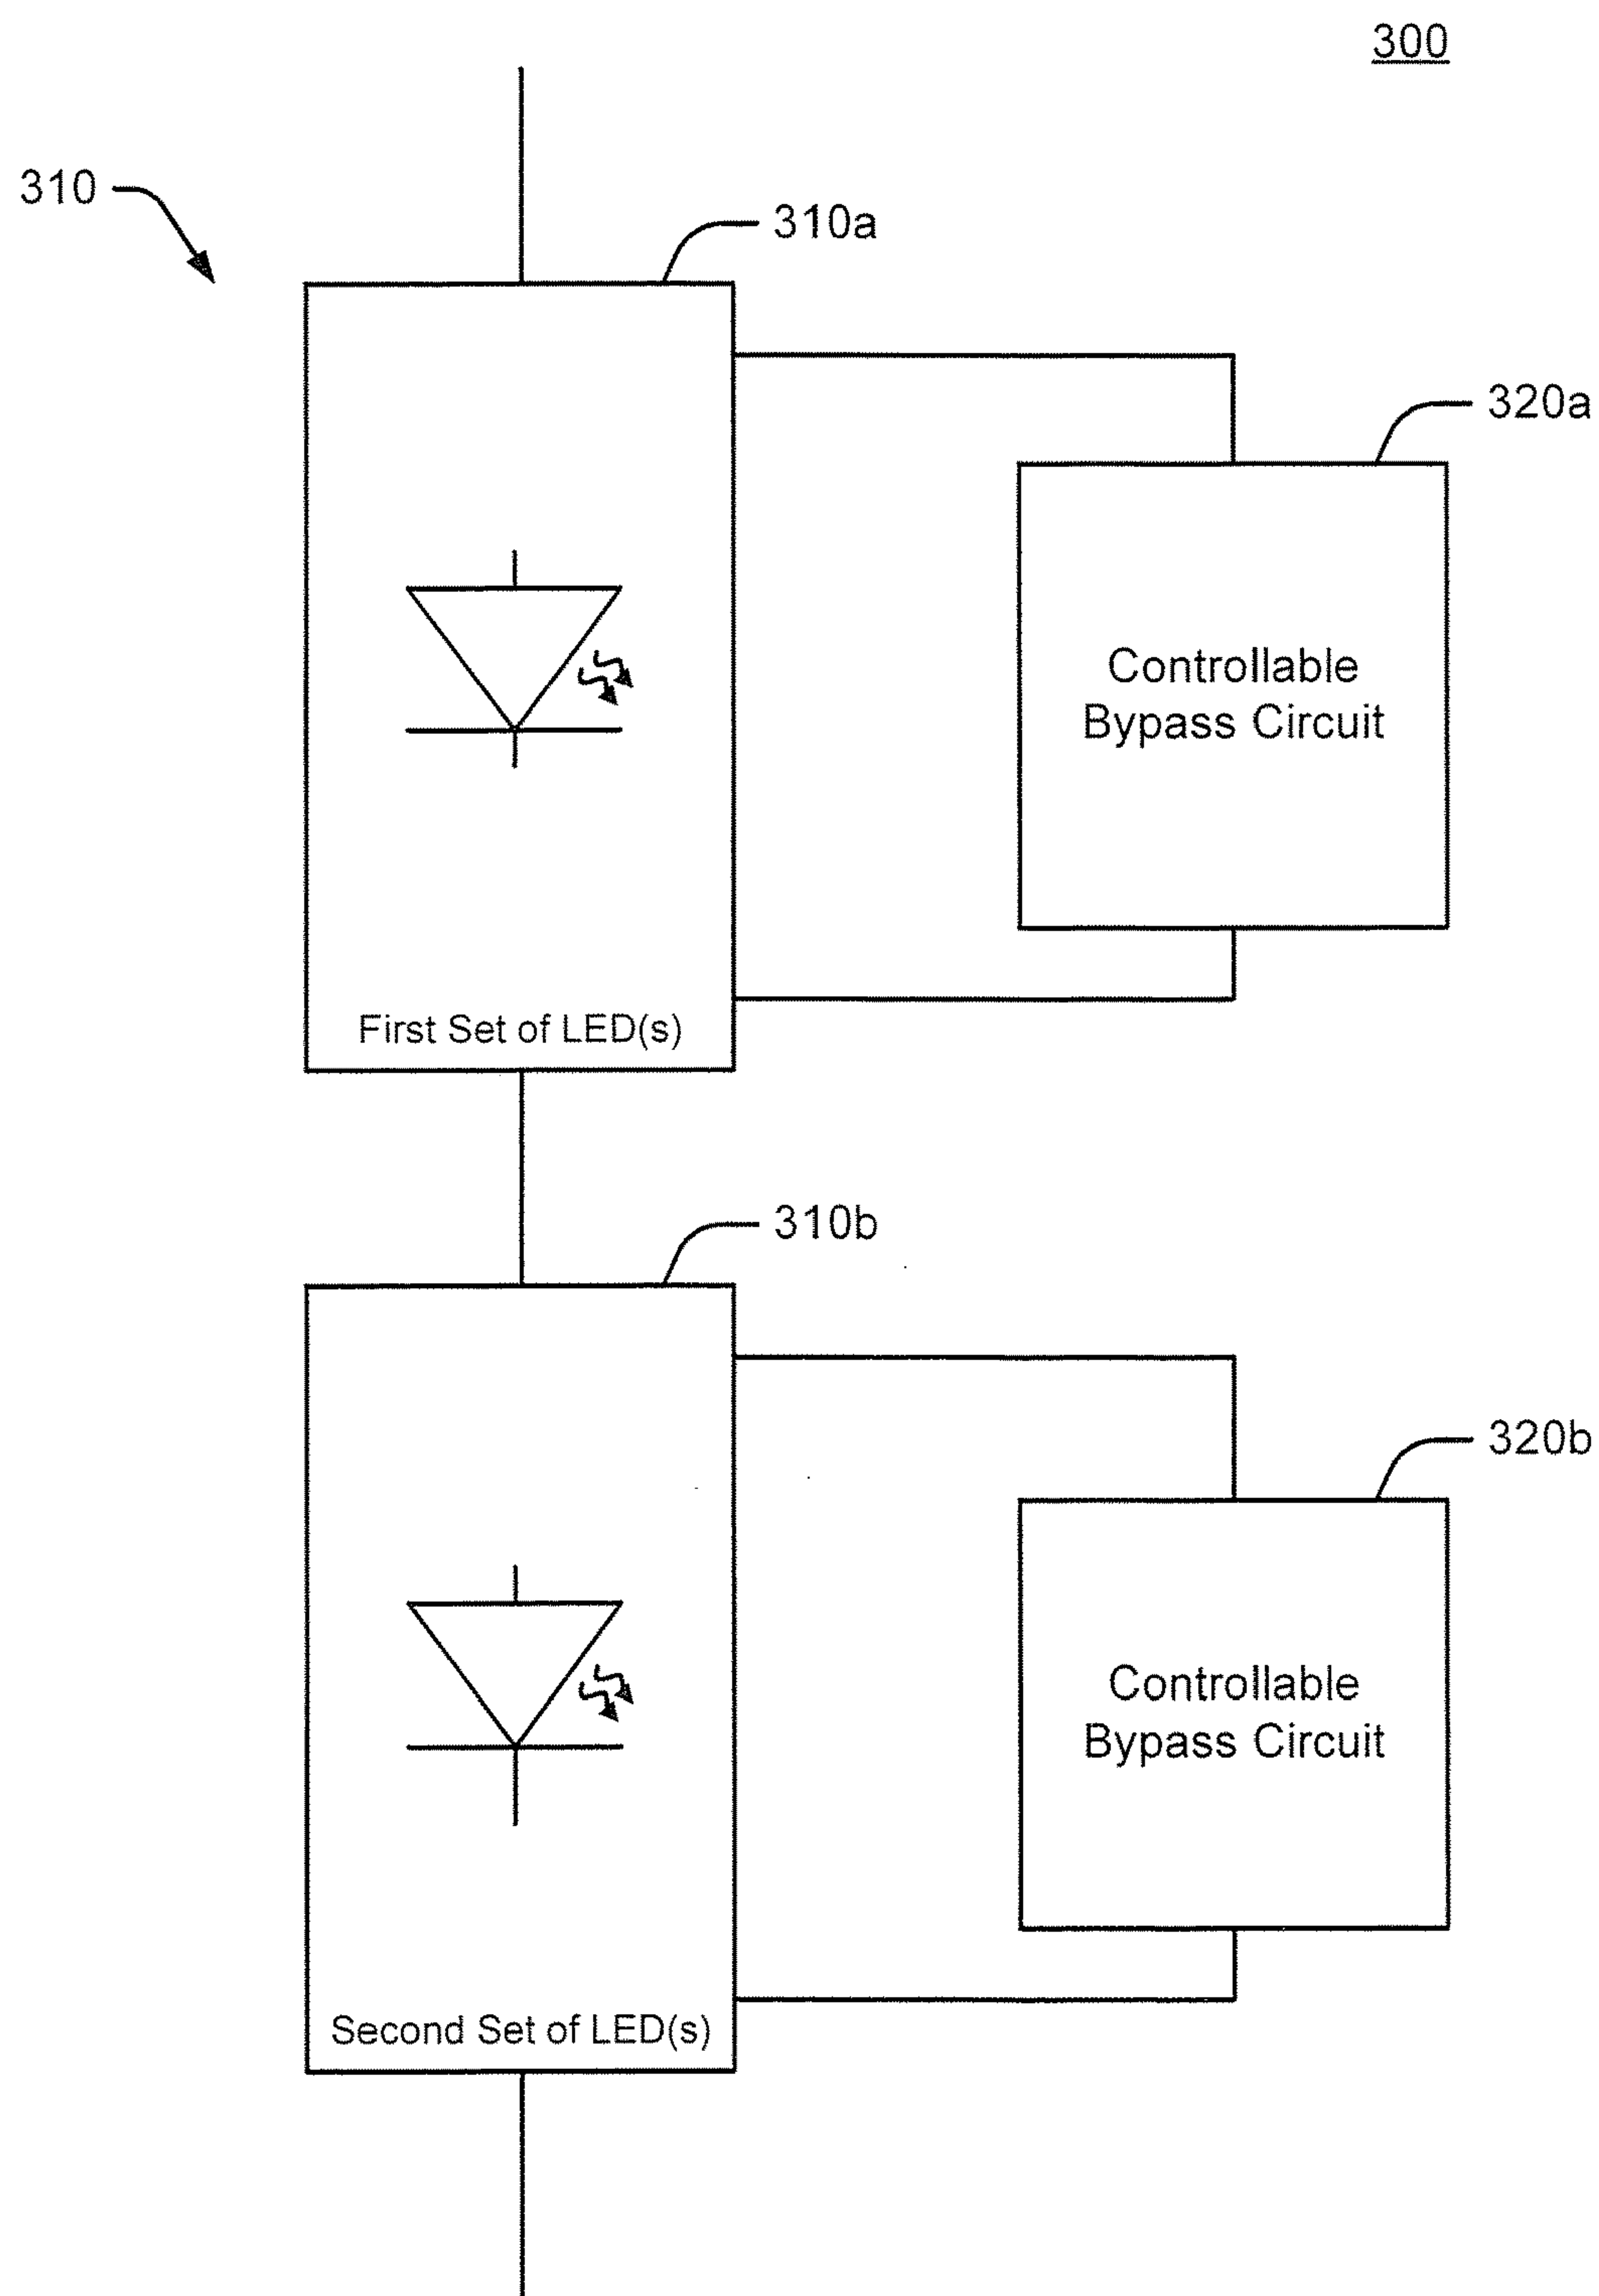 300
310
310a
320a
Controllable
Bypass Circuit
First Set of LED(s)
310b
320b
Controllable
Bypass Circuit
Second Set of LED(s)